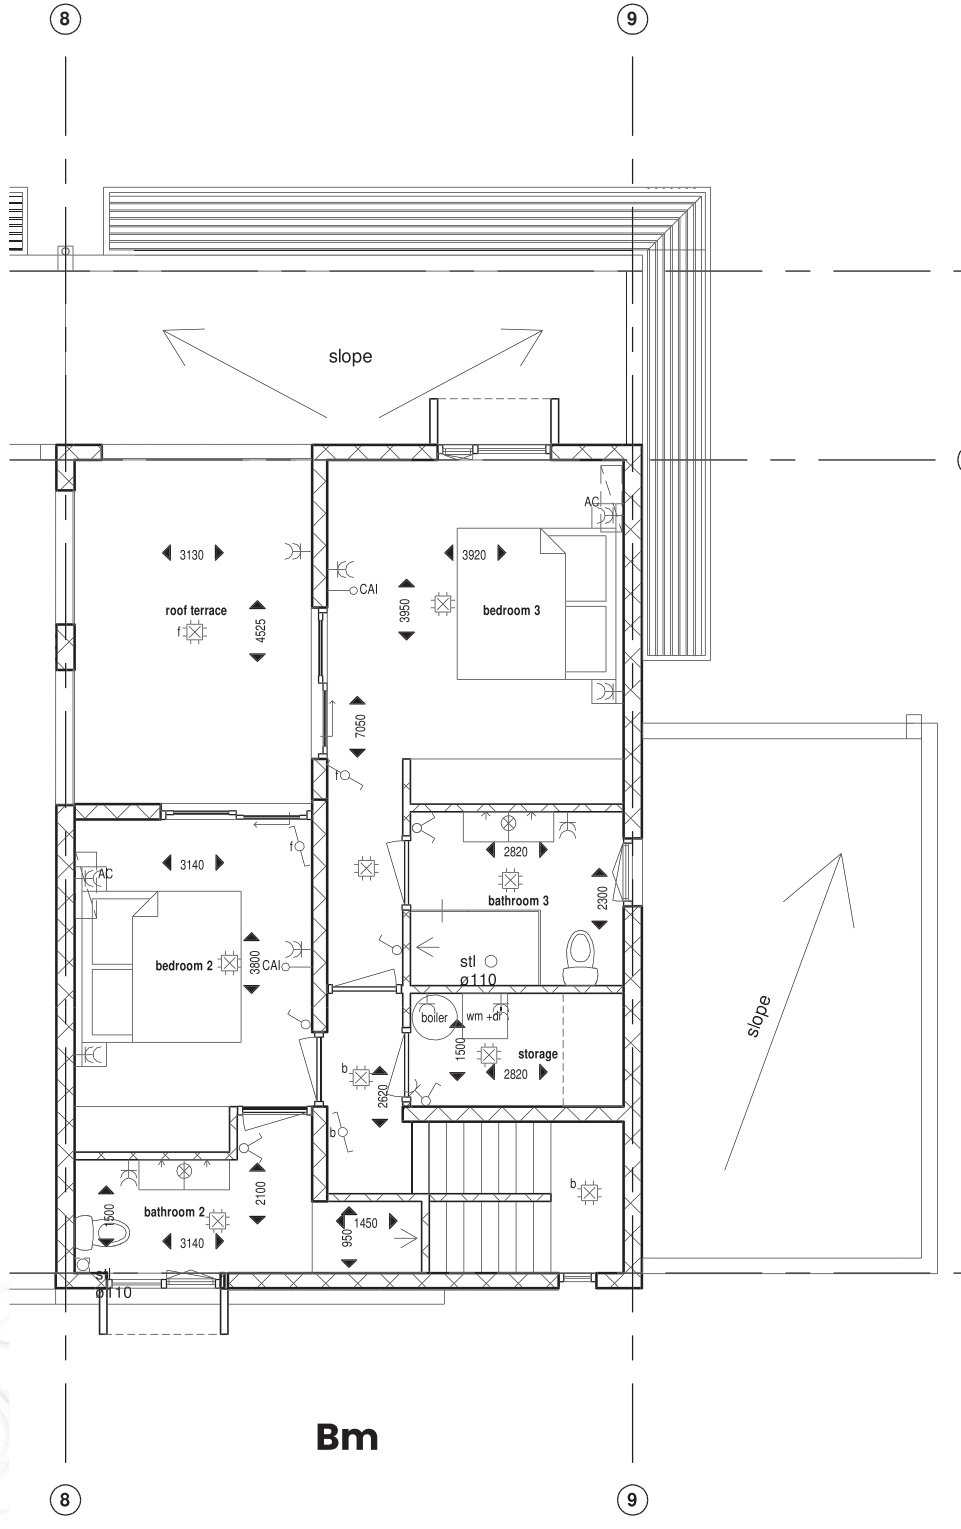 8
9
slope
AC
3130
3920
CAI
3950
roof terrace
bedroom 3
f
4525
7050
f
f
3140
2820
AC
2300
bathroom 3
bedroom 2
3800
CAI
stl
ø110
boiler
wm +dr
1500
storage
b
2820
2620
slope
b
2100
b
1500
bathroom 2
1450
950
3140
stl
ø110
Bm
8
9